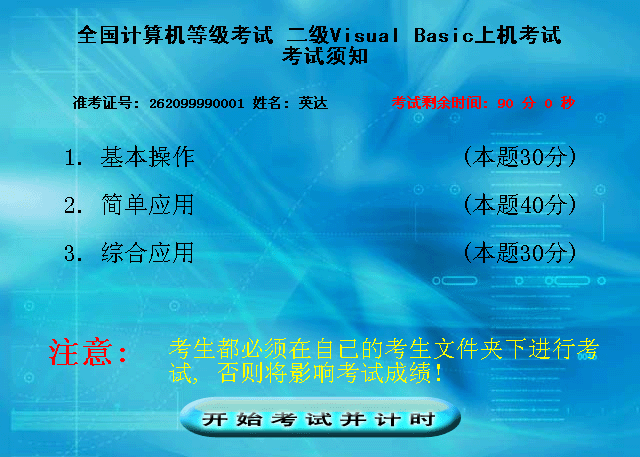 全国计算机等级考试 二级Visual Basic上机考试
考试须知
准考证号: 262099990001 姓名: 英达 考试剩余时间: 90 分 0 秒
1. 基本操作 (本题30分)
2. 简单应用 (本题40分)
3. 综合应用 (本题30分)
注意: 考生都必须在自已的考生文件夹下进行考
试, 否则将影响考试成绩!
开始考试并计时